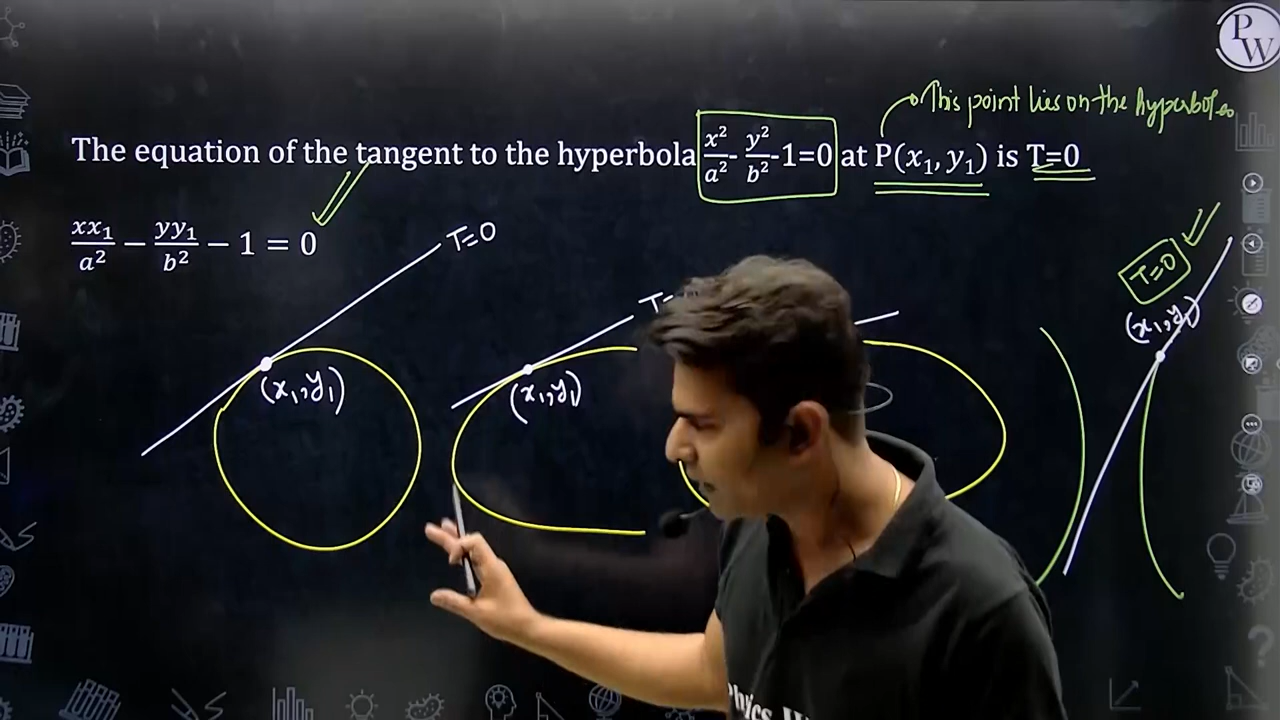 PW
This point lies on the hyperbola
The equation of the tangent to the hyperbola x²/a² - y²/b² -1=0 at P(x₁, y₁) is T=0
xx₁/a² − yy₁/b² − 1 = 0
T=0
T=0
(x₁,y₁)
(x₁,y₁)
(x₁,y₁)